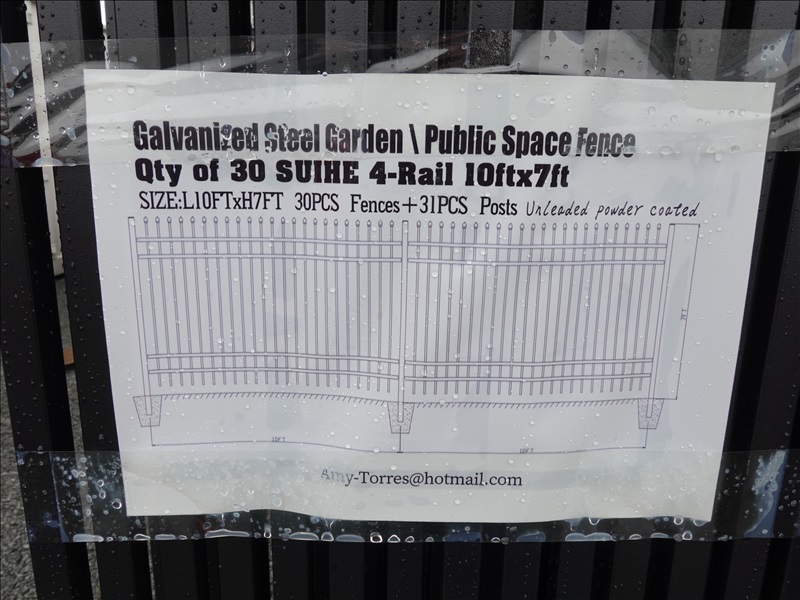 Galvanized Steel Garden \ Public Space Fence
Qty of 30 SUIHE 4-Rail 10ftx7ft
SIZE:L10FTxH7FT 30PCS Fences+31PCS Posts Unleaded powder coated
7FT
10FT 10FT
Amy-Torres@hotmail.com